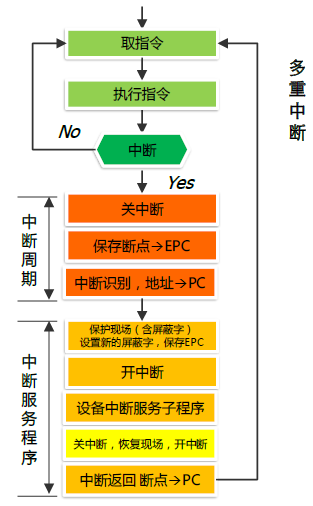 取指令
执行指令
No
中断
Yes
多重中断
中断周期
关中断
保存断点→EPC
中断识别，地址→PC
中断服务程序
保护现场（含屏蔽字）
设置新的屏蔽字，保存EPC
开中断
设备中断服务子程序
关中断，恢复现场，开中断
中断返回 断点→PC